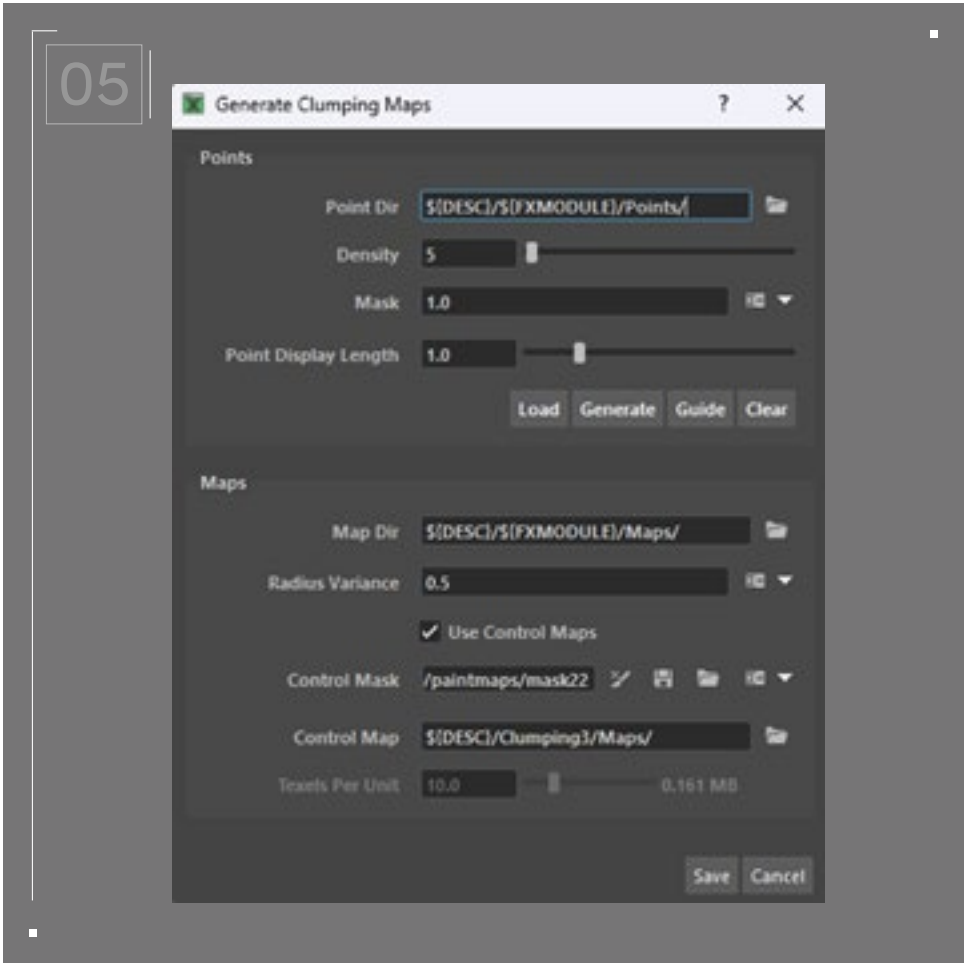 05
Generate Clumping Maps ?
Points
Point Dir ${DESC}/${FXMODULE}/Points/
Density 5
Mask 1.0
Point Display Length 1.0
Load Generate Guide Clear
Maps
Map Dir ${DESC}/${FXMODULE}/Maps/
Radius Variance 0.5
Use Control Maps
Control Mask /paintmaps/mask22
Control Map ${DESC}/Clumping3/Maps/
Texels Per Unit 10.0 0.161 MB
Save Cancel